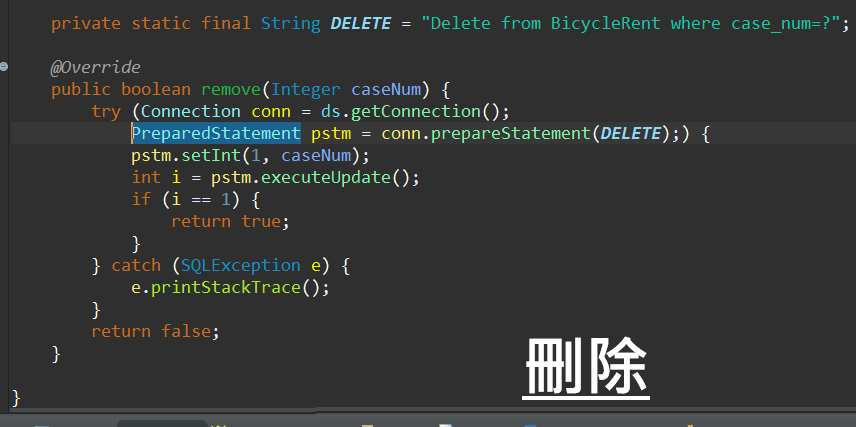 private static final String DELETE = "Delete from BicycleRent where case_num=?";
@Override
public boolean remove(Integer caseNum) {
try (Connection conn = ds.getConnection();
PreparedStatement pstm = conn.prepareStatement(DELETE);) {
pstm.setInt(1, caseNum);
int i = pstm.executeUpdate();
if (i == 1) {
return true;
}
} catch (SQLException e) {
e.printStackTrace();
}
return false;
}
刪除
}